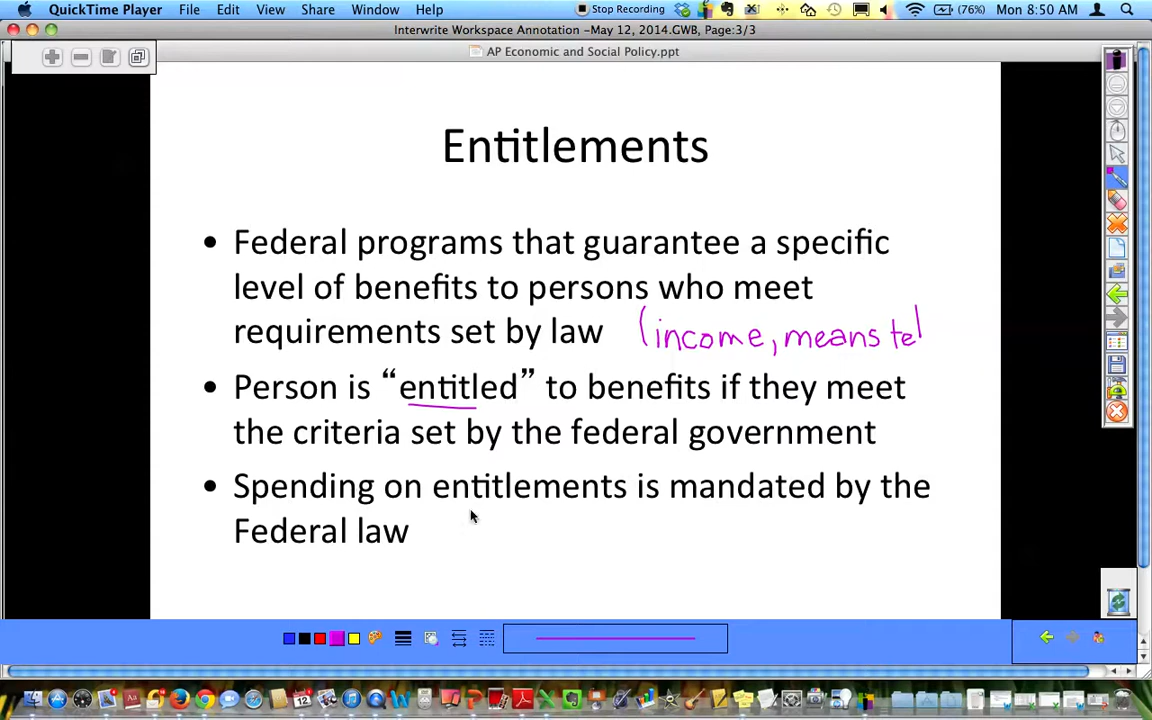 QuickTime Player File Edit View Share Window Help Stop Recording (76%) Mon 8:50 AM
Interwrite Workspace Annotation –May 12, 2014.GWB, Page:3/3
AP Economic and Social Policy.ppt
Entitlements
• Federal programs that guarantee a specific
level of benefits to persons who meet
requirements set by law (income, means te
• Person is “entitled” to benefits if they meet
the criteria set by the federal government
• Spending on entitlements is mandated by the
Federal law